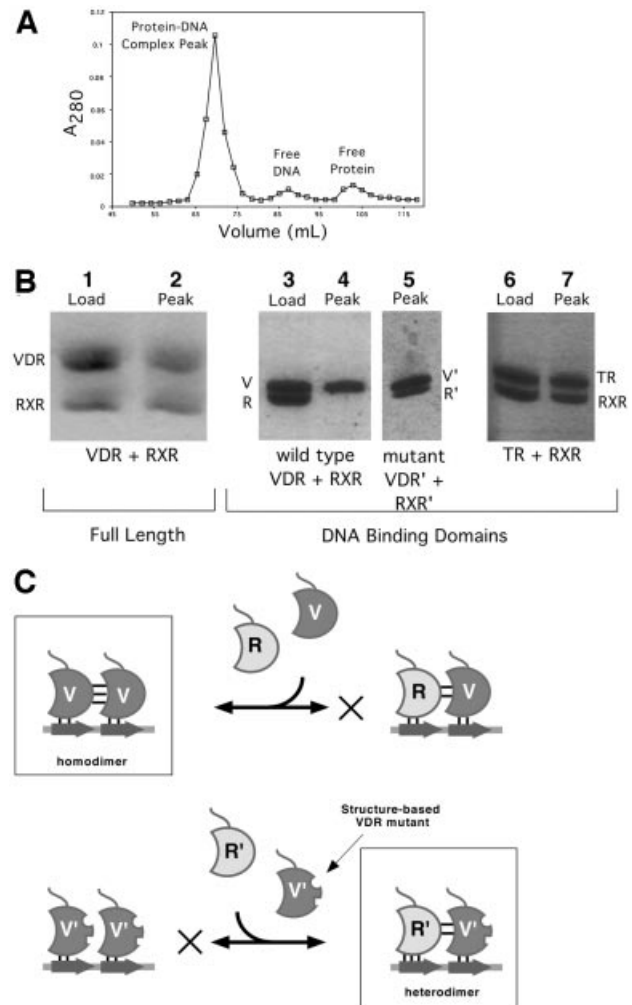 A
Protein-DNA
Complex Peak
Free
DNA
Free
Protein
0.12
0.1
0.08
0.06
0.04
0.02
0
A280
45 55 65 75 85 95 105 115
Volume (mL)
B
1 2 3 4 5 6 7
Load Peak Load Peak Peak Load Peak
VDR
RXR
V
R
V'
R'
TR
RXR
VDR + RXR
wild type
VDR + RXR
mutant
VDR' +
RXR'
TR + RXR
Full Length
DNA Binding Domains
C
V V
homodimer
R V
R V
R'
V'
Structure-based
VDR mutant
V' V'
R' V'
heterodimer